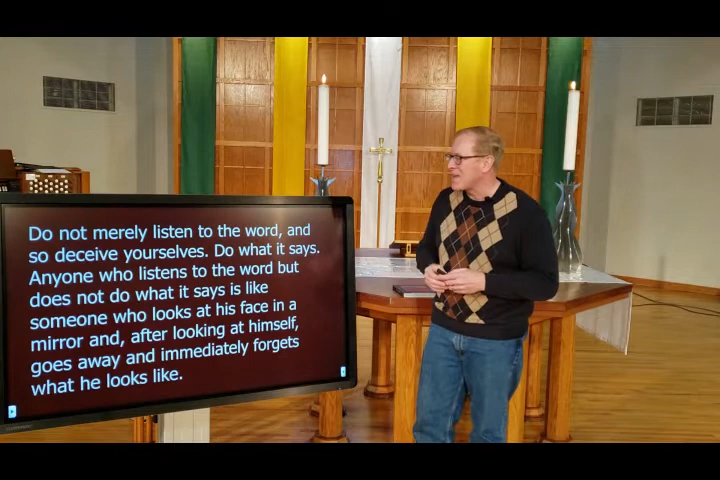 Do not merely listen to the word, and
so deceive yourselves. Do what it says.
Anyone who listens to the word but
does not do what it says is like
someone who looks at his face in a
mirror and, after looking at himself,
goes away and immediately forgets
what he looks like.